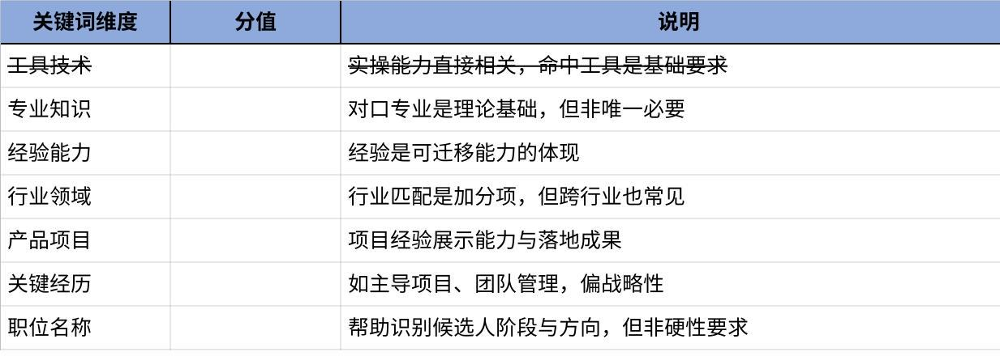 关键词维度 分值 说明
工具技术 实操能力直接相关，命中工具是基础要求
专业知识 对口专业是理论基础，但非唯一必要
经验能力 经验是可迁移能力的体现
行业领域 行业匹配是加分项，但跨行业也常见
产品项目 项目经验展示能力与落地成果
关键经历 如主导项目、团队管理，偏战略性
职位名称 帮助识别候选人阶段与方向，但非硬性要求